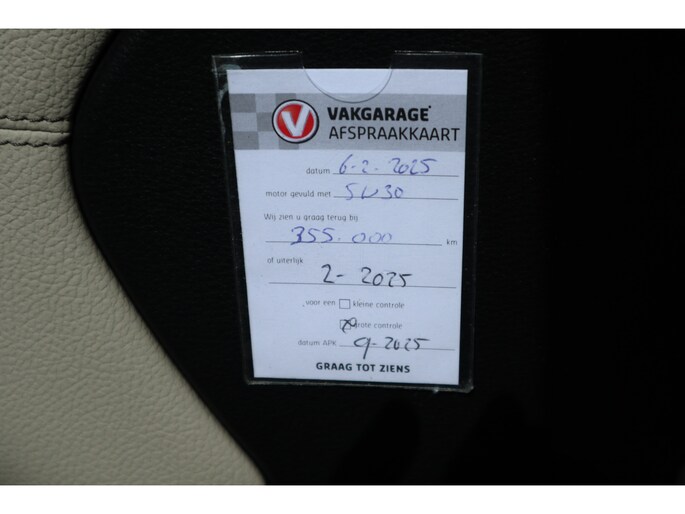 VAKGARAGE
AFSPRAAKKAART
datum 6-2-2025
motor gevuld met 5W30
Wij zien u graag terug bij
355.000 km
of uiterlijk
2-2025
voor een kleine controle
grote controle
datum APK 9-2025
GRAAG TOT ZIENS